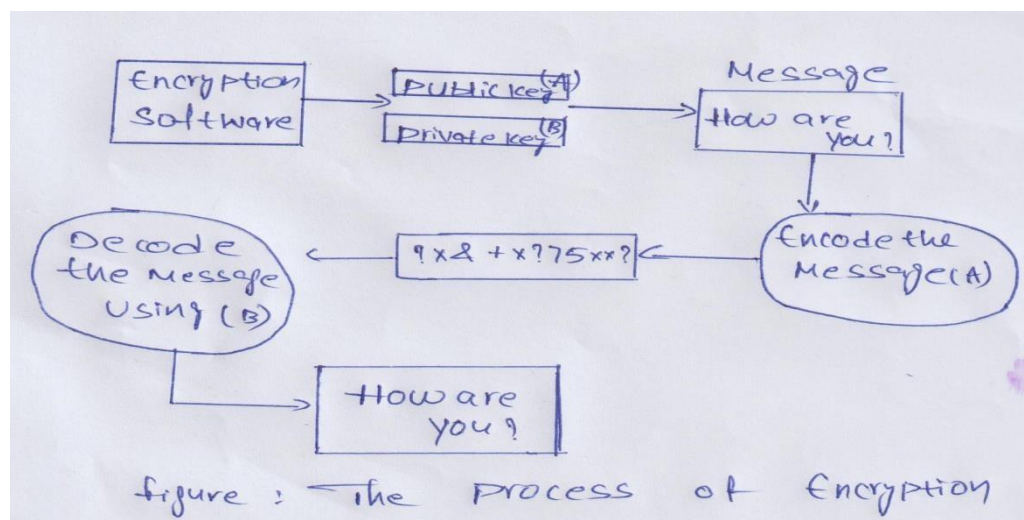 Encryption
Software
Public key (A)
Private key (B)
Message
How are
you?
Encode the
Message (A)
?x& +x??75xx?
Decode
the Message
Using (B)
How are
you?
figure : The process of Encryption